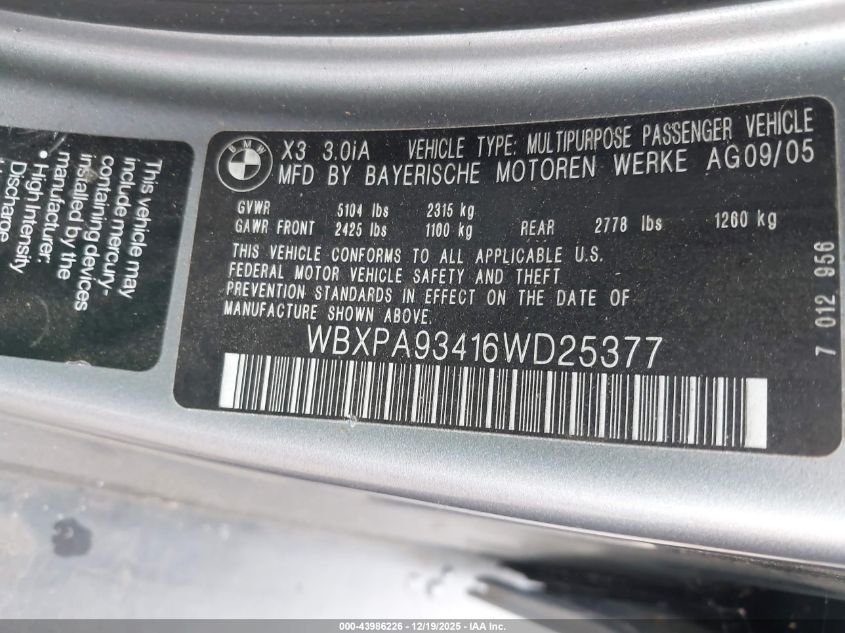 BMW
X3 3.0iA VEHICLE TYPE: MULTIPURPOSE PASSENGER VEHICLE
MFD BY BAYERISCHE MOTOREN WERKE AG09/05
GVWR 5104 lbs 2315 kg
GAWR FRONT 2425 lbs 1100 kg REAR 2778 lbs 1260 kg
THIS VEHICLE CONFORMS TO ALL APPLICABLE U.S.
FEDERAL MOTOR VEHICLE SAFETY AND THEFT
PREVENTION STANDARDS IN EFFECT ON THE DATE OF
MANUFACTURE SHOWN ABOVE.
WBXPA93416WD25377
7 012 956
This vehicle may
include mercury-
containing devices
installed by the
manufacturer:
• High Intensity
Discharge
000-43986226 - 12/19/2025 - IAA Inc.